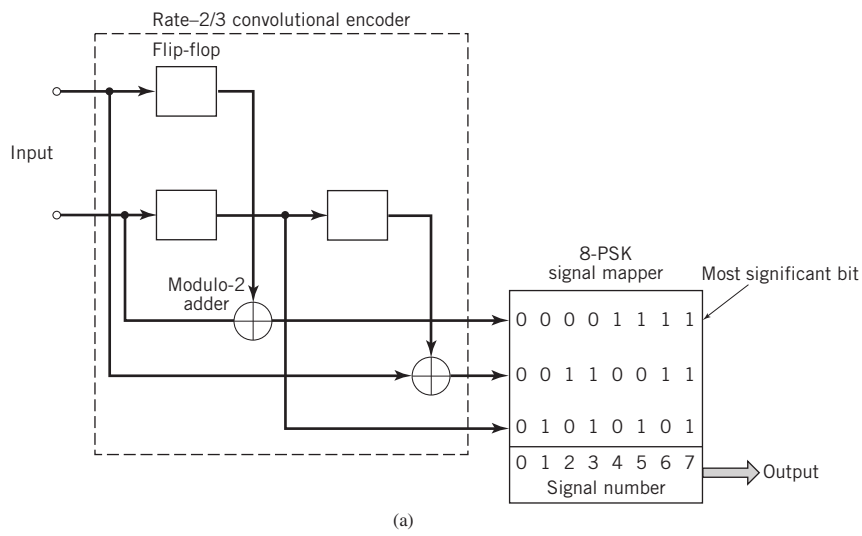 Rate–2/3 convolutional encoder
Flip-flop
Input
Modulo-2
adder
8-PSK
signal mapper
Most significant bit
0 0 0 0 1 1 1 1
0 0 1 1 0 0 1 1
0 1 0 1 0 1 0 1
0 1 2 3 4 5 6 7
Signal number
Output
(a)